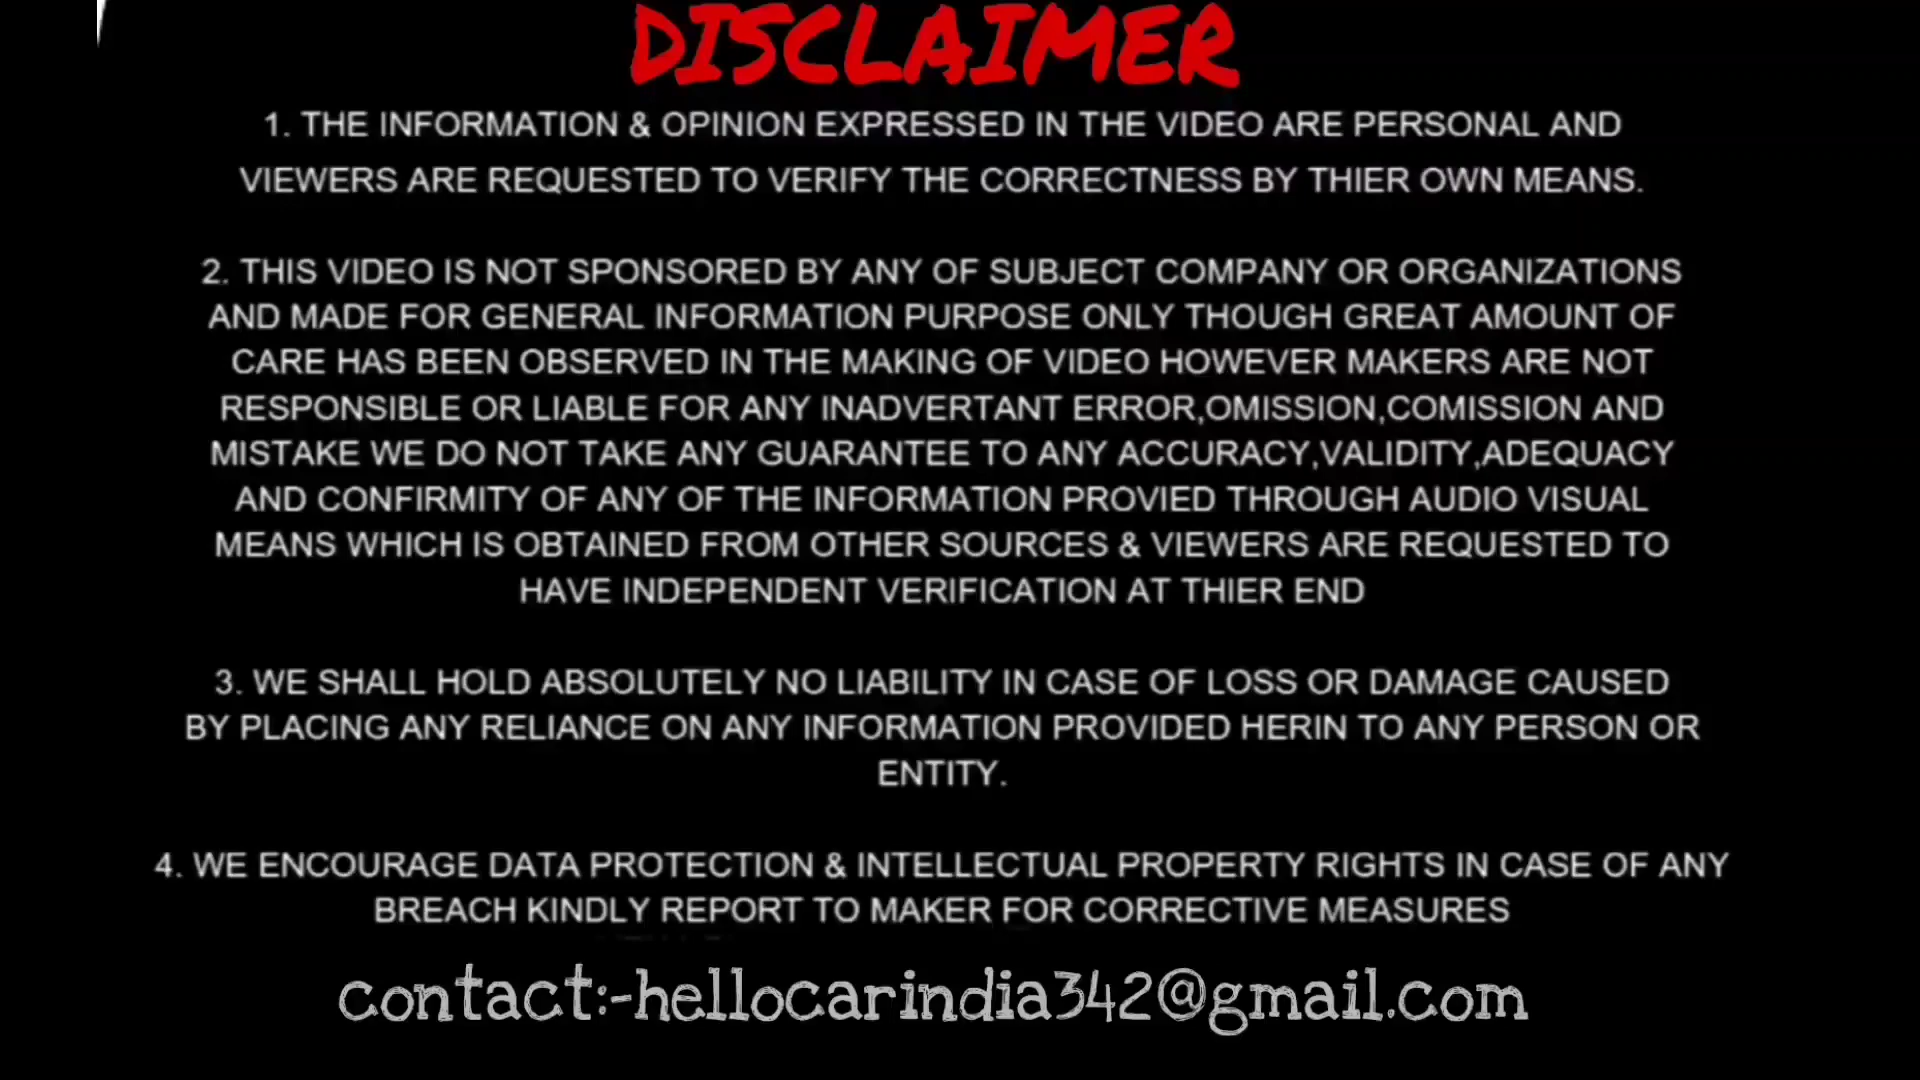 DISCLAIMER
1. THE INFORMATION & OPINION EXPRESSED IN THE VIDEO ARE PERSONAL AND
VIEWERS ARE REQUESTED TO VERIFY THE CORRECTNESS BY THIER OWN MEANS.
2. THIS VIDEO IS NOT SPONSORED BY ANY OF SUBJECT COMPANY OR ORGANIZATIONS
AND MADE FOR GENERAL INFORMATION PURPOSE ONLY THOUGH GREAT AMOUNT OF
CARE HAS BEEN OBSERVED IN THE MAKING OF VIDEO HOWEVER MAKERS ARE NOT
RESPONSIBLE OR LIABLE FOR ANY INADVERTANT ERROR,OMISSION,COMISSION AND
MISTAKE WE DO NOT TAKE ANY GUARANTEE TO ANY ACCURACY,VALIDITY,ADEQUACY
AND CONFIRMITY OF ANY OF THE INFORMATION PROVIED THROUGH AUDIO VISUAL
MEANS WHICH IS OBTAINED FROM OTHER SOURCES & VIEWERS ARE REQUESTED TO
HAVE INDEPENDENT VERIFICATION AT THIER END
3. WE SHALL HOLD ABSOLUTELY NO LIABILITY IN CASE OF LOSS OR DAMAGE CAUSED
BY PLACING ANY RELIANCE ON ANY INFORMATION PROVIDED HERIN TO ANY PERSON OR
ENTITY.
4. WE ENCOURAGE DATA PROTECTION & INTELLECTUAL PROPERTY RIGHTS IN CASE OF ANY
BREACH KINDLY REPORT TO MAKER FOR CORRECTIVE MEASURES
contact:-hellocarindia342@gmail.com